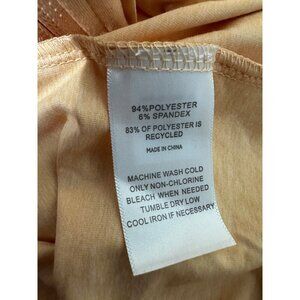 94%POLYESTER
6% SPANDEX
83% OF POLYESTER IS
RECYCLED
MADE IN CHINA
MACHINE WASH COLD
ONLY NON-CHLORINE
BLEACH WHEN NEEDED
TUMBLE DRY LOW
COOL IRON IF NECESSARY